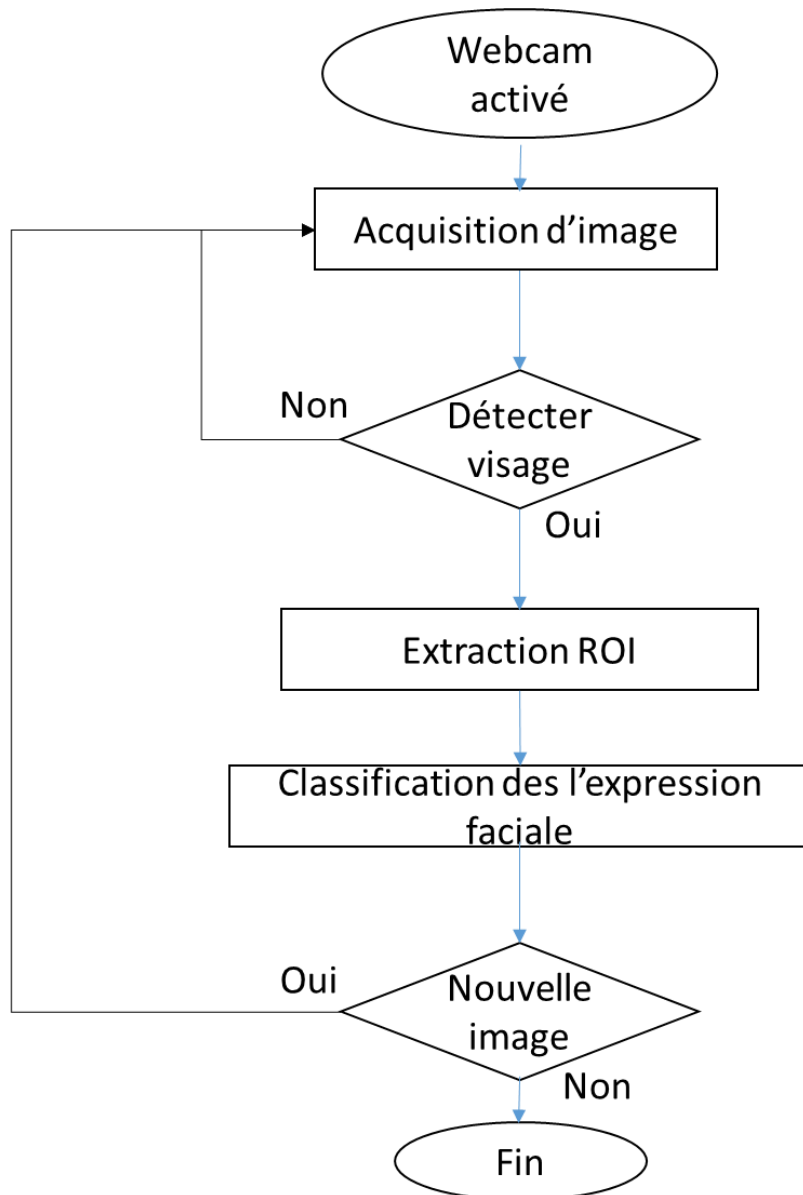 Webcam
activé
Acquisition d’image
Non
Détecter
visage
Oui
Extraction ROI
Classification des l’expression
faciale
Oui
Nouvelle
image
Non
Fin